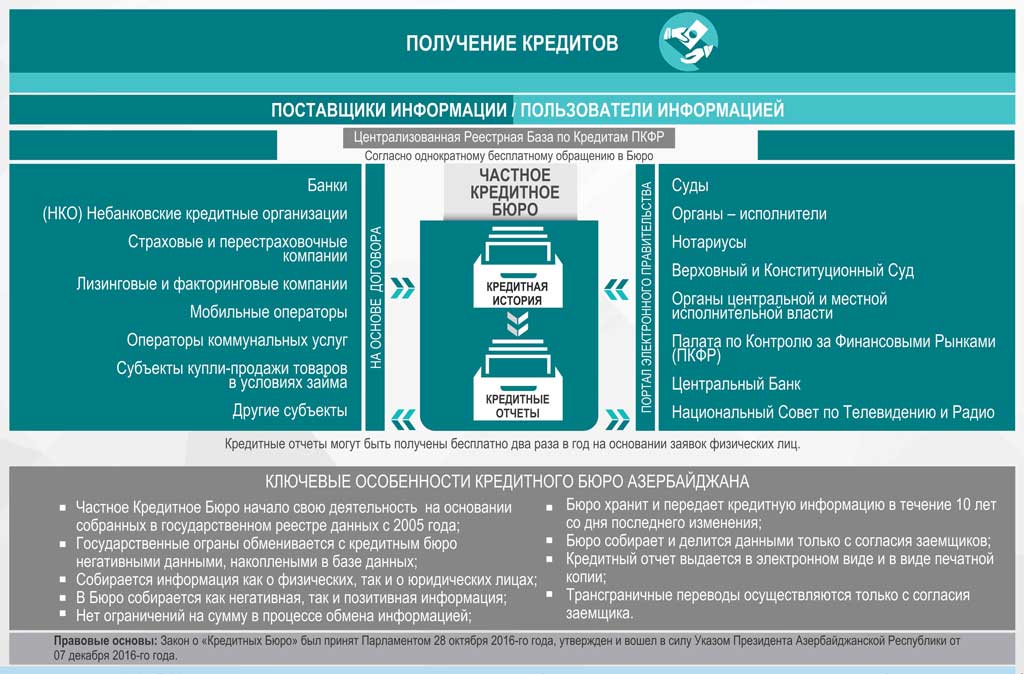 ПОЛУЧЕНИЕ КРЕДИТОВ
ПОСТАВЩИКИ ИНФОРМАЦИИ / ПОЛЬЗОВАТЕЛИ ИНФОРМАЦИЕЙ
Централизованная Реестрная База по Кредитам ПКФР
Согласно однократному бесплатному обращению в Бюро
Банки
(НКО) Небанковские кредитные организации
Страховые и перестраховочные
компании
Лизинговые и факторинговые компании
Мобильные операторы
Операторы коммунальных услуг
Субъекты купли-продажи товаров
в условиях займа
Другие субъекты
НА ОСНОВЕ ДОГОВОРА
ЧАСТНОЕ
КРЕДИТНОЕ
БЮРО
КРЕДИТНАЯ
ИСТОРИЯ
КРЕДИТНЫЕ
ОТЧЕТЫ
ПОРТАЛ ЭЛЕКТРОННОГО ПРАВИТЕЛЬСТВА
Суды
Органы – исполнители
Нотариусы
Верховный и Конституционный Суд
Органы центральной и местной
исполнительной власти
Палата по Контролю за Финансовыми Рынками
(ПКФР)
Центральный Банк
Национальный Совет по Телевидению и Радио
Кредитные отчеты могут быть получены бесплатно два раза в год на основании заявок физических лиц.
КЛЮЧЕВЫЕ ОСОБЕННОСТИ КРЕДИТНОГО БЮРО АЗЕРБАЙДЖАНА
Частное Кредитное Бюро начало свою деятельность на основании
собранных в государственном реестре данных с 2005 года;
Государственные ограны обменивается с кредитным бюро
негативными данными, накоплеными в базе данных;
Собирается информация как о физических, так и о юридических лицах;
В Бюро собирается как негативная, так и позитивная информация;
Нет ограничений на сумму в процессе обмена информацией;
Бюро хранит и передает кредитную информацию в течение 10 лет
со дня последнего изменения;
Бюро собирает и делится данными только с согласия заемщиков;
Кредитный отчет выдается в электронном виде и в виде печатной
копии;
Трансграничные переводы осуществляются только с согласия
заемщика.
Правовые основы: Закон о «Кредитных Бюро» был принят Парламентом 28 октября 2016-го года, утвержден и вошел в силу Указом Президента Азербайджанской Республики от
07 декабря 2016-го года.